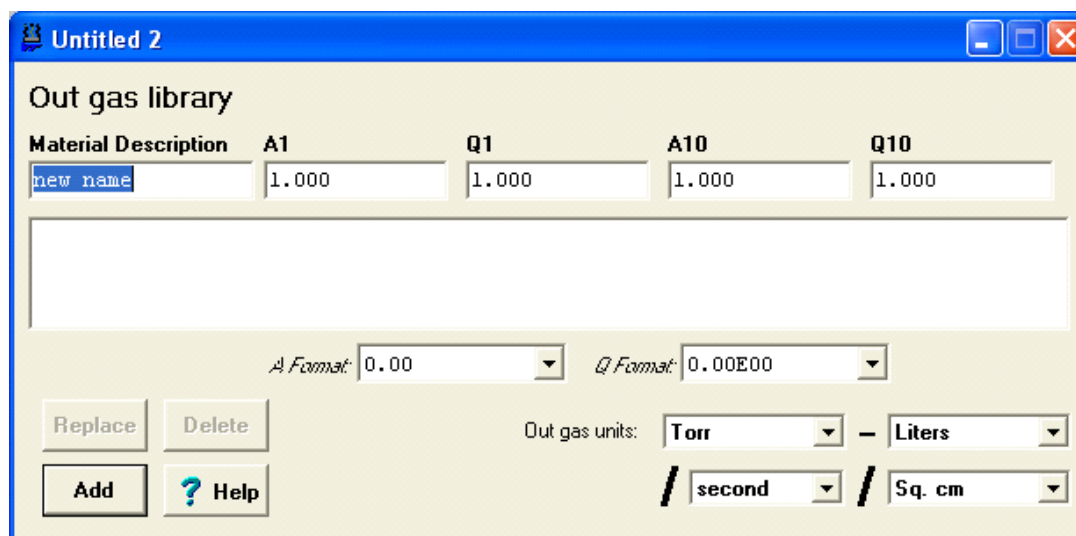 Untitled 2
Out gas library
Material Description A1 Q1 A10 Q10
new name 1.000 1.000 1.000 1.000
A Format: 0.00 Q Format: 0.00E00
Replace Delete Out gas units: Torr – Liters
Add ? Help / second / Sq. cm